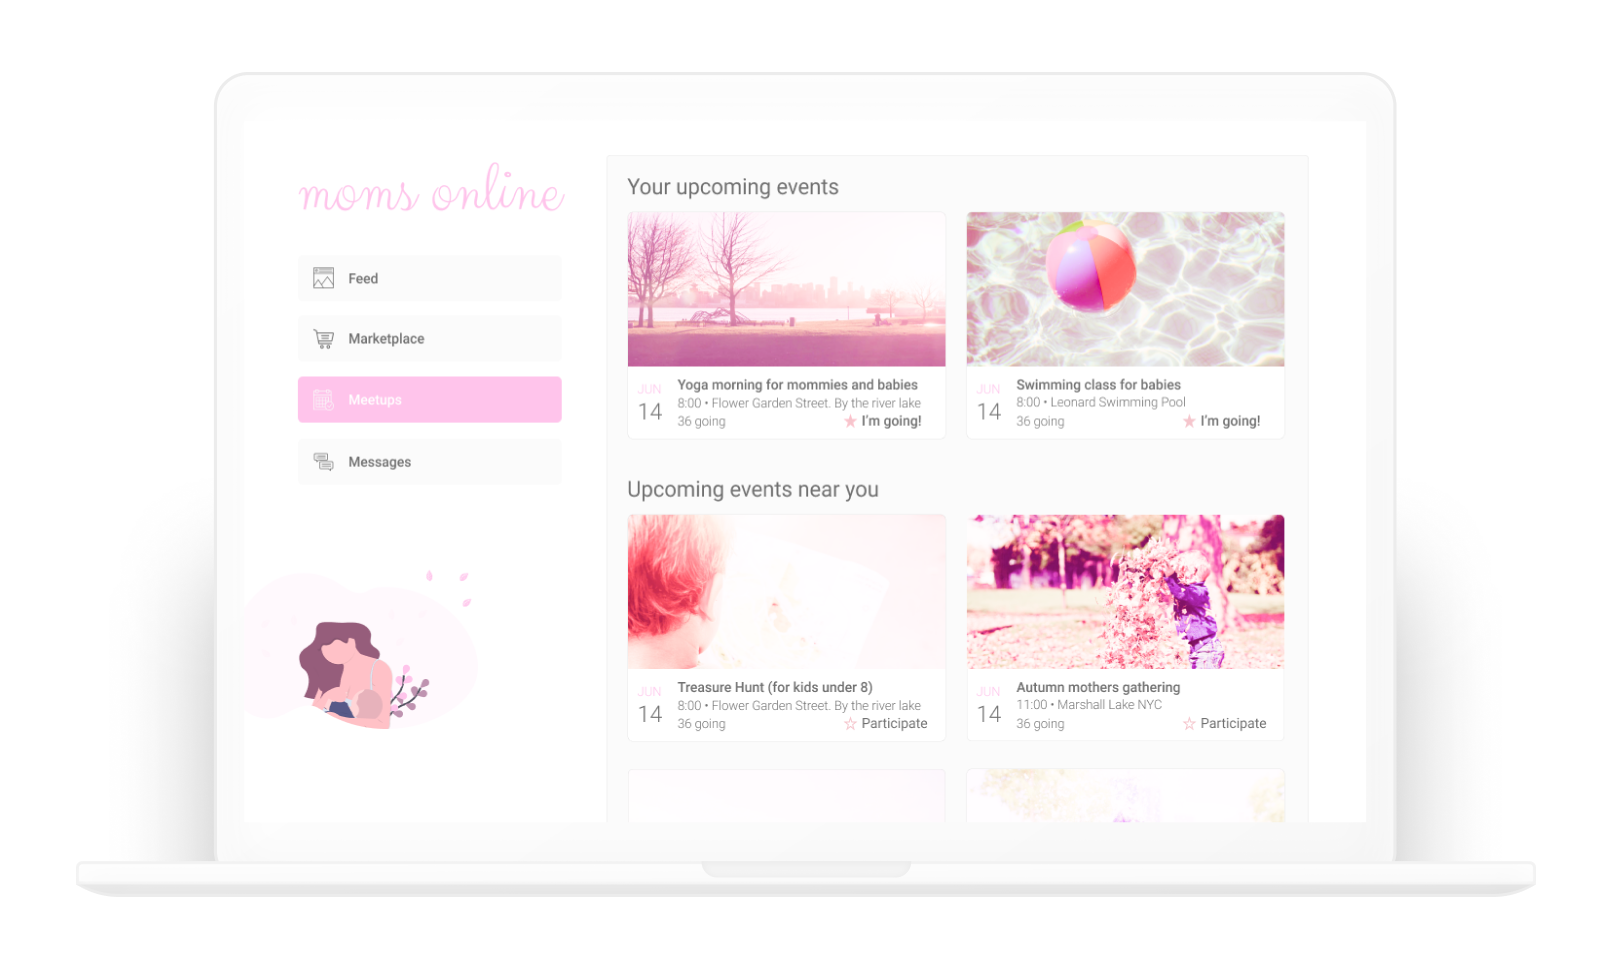 moms online
Feed
Marketplace
Meetups
Messages
Your upcoming events
JUN
14
Yoga morning for mommies and babies
8:00 • Flower Garden Street. By the river lake
36 going
I'm going!
JUN
14
Swimming class for babies
8:00 • Leonard Swimming Pool
36 going
I'm going!
Upcoming events near you
JUN
14
Treasure Hunt (for kids under 8)
8:00 • Flower Garden Street. By the river lake
36 going
Participate
JUN
14
Autumn mothers gathering
11:00 • Marshall Lake NYC
36 going
Participate